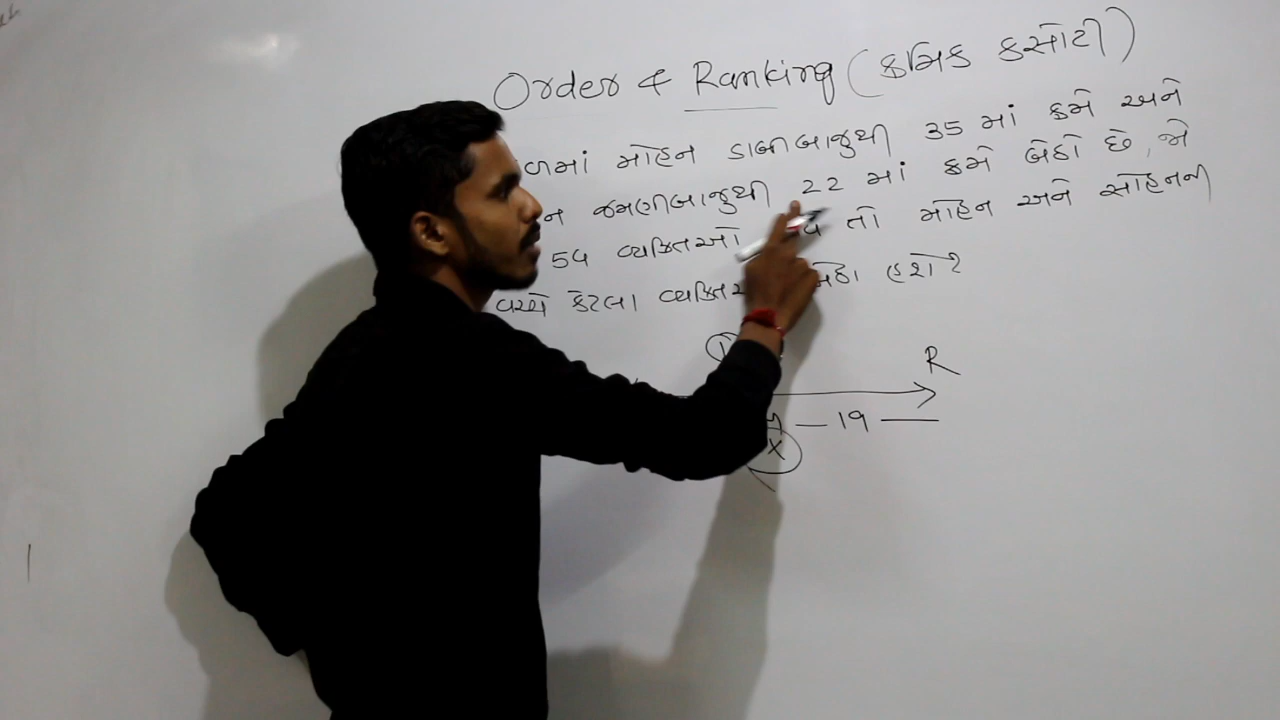 Order & Ranking (ક્રમિક કસોટી)
ળમાં મોહન ડાબીબાજુથી 35 માં ક્રમે અને
ન જમણીબાજુથી 22 માં ક્રમે બેઠો છે, જો
54 વ્યક્તિઓ તો મોહન અને સોહનની
વચ્ચે કેટલા વ્યક્તિ બેઠા હશે?
R
19
x